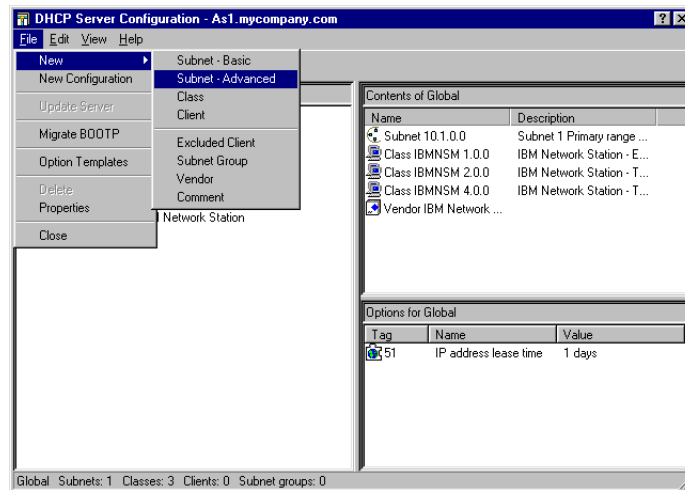 DHCP Server Configuration - As1.mycompany.com
File Edit View Help
New
New Configuration
Update Server
Migrate BOOTP
Option Templates
Delete
Properties
Close
Subnet - Basic
Subnet - Advanced
Class
Client
Excluded Client
Subnet Group
Vendor
Comment
Network Station
Contents of Global
Name Description
Subnet 10.1.0.0 Subnet 1 Primary range ...
Class IBMNSM 1.0.0 IBM Network Station - E...
Class IBMNSM 2.0.0 IBM Network Station - T...
Class IBMNSM 4.0.0 IBM Network Station - T...
Vendor IBM Network ...
Options for Global
Tag Name Value
51 IP address lease time 1 days
Global Subnets: 1 Classes: 3 Clients: 0 Subnet groups: 0